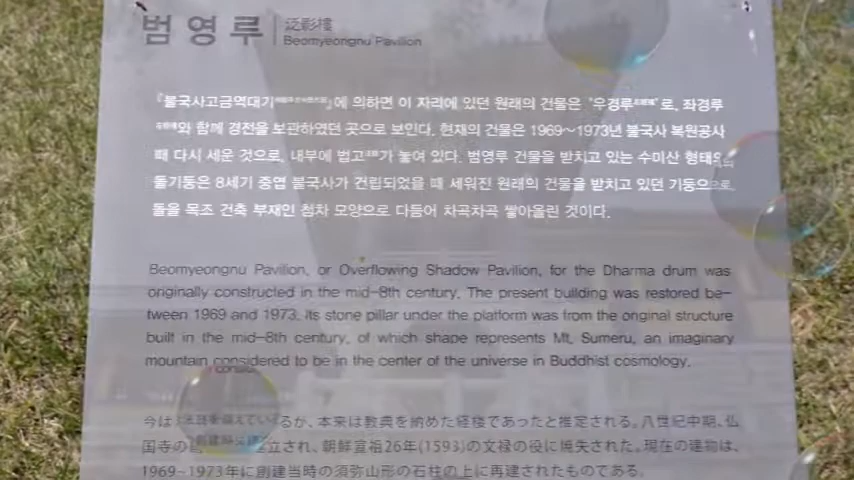 범영루 泛影樓
Beomyeongnu Pavilion
『불국사고금역대기』에 의하면 이 자리에 있던 원래의 건물은 "우경루"로, 좌경루
와 함께 경전을 보관하였던 곳으로 보인다. 현재의 건물은 1969~1973년 불국사 복원공사
때 다시 세운 것으로, 내부에 법고가 놓여 있다. 범영루 건물을 받치고 있는 수미산 형태의
돌기둥은 8세기 중엽 불국사가 건립되었을 때 세워진 원래의 건물을 받치고 있던 기둥으로,
돌을 목조 건축 부재인 첨차 모양으로 다듬어 차곡차곡 쌓아올린 것이다.
Beomyeongnu Pavilion, or Overflowing Shadow Pavilion, for the Dharma drum was
originally constructed in the mid-8th century. The present building was restored be-
tween 1969 and 1973. Its stone pillar under the platform was from the original structure
built in the mid-8th century, of which shape represents Mt. Sumeru, an imaginary
mountain considered to be in the center of the universe in Buddhist cosmology.
今は るが、本来は教典を納めた経楼であったと推定される。八世紀中期、仏
国寺の 立され、朝鮮宣祖26年(1593)の文禄の役に焼失された。現在の建物は、
1969~1973年に創建当時の須弥山形の石柱の上に再建されたものである。